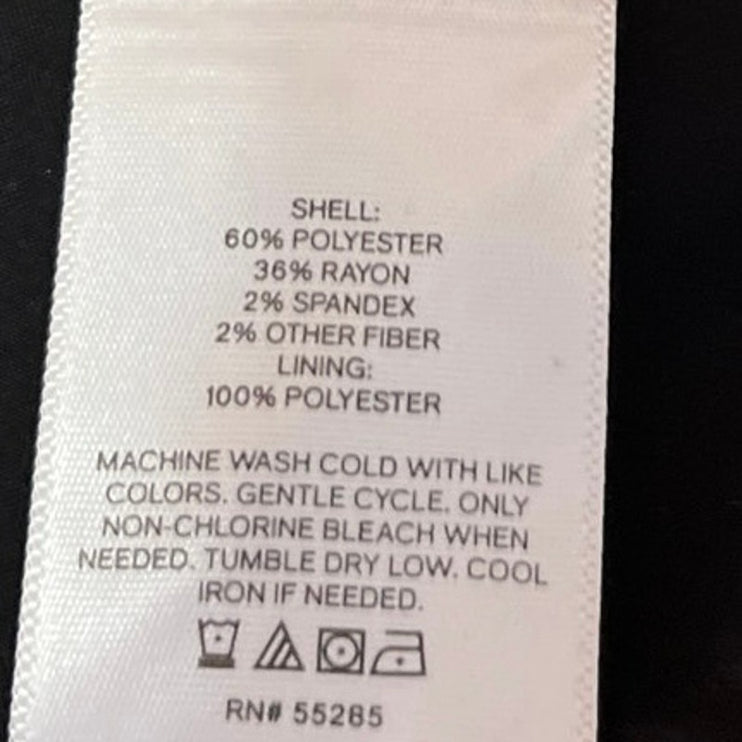 SHELL:
60% POLYESTER
36% RAYON
2% SPANDEX
2% OTHER FIBER
LINING:
100% POLYESTER
MACHINE WASH COLD WITH LIKE
COLORS. GENTLE CYCLE. ONLY
NON-CHLORINE BLEACH WHEN
NEEDED. TUMBLE DRY LOW. COOL
IRON IF NEEDED.
RN# 55285